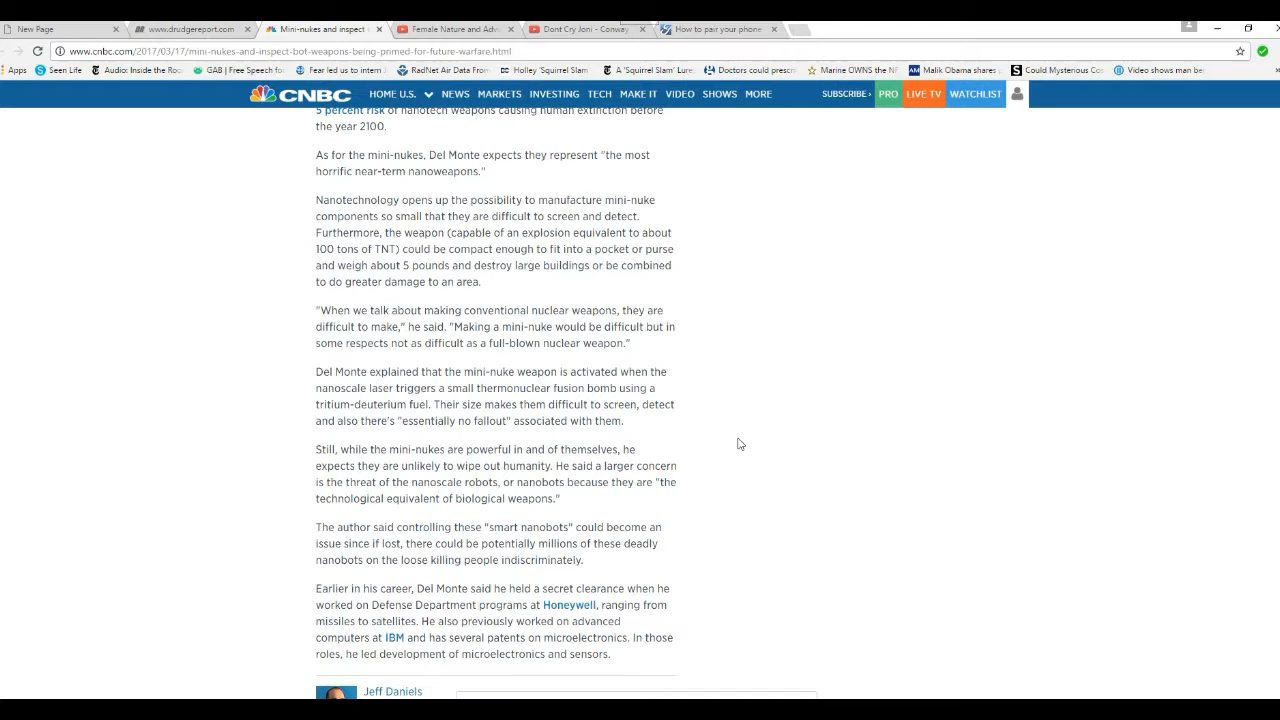 New Page
www.drudgereport.com
Mini-nukes and inspect
Female Nature and Adv
Dont Cry Joni - Conway
How to pair your phone
www.cnbc.com/2017/03/17/mini-nukes-and-inspect-bot-weapons-being-primed-for-future-warfare.html
Apps
Seen Life
Audio: Inside the Roo
GAB | Free Speech fo
Fear led us to intern J
RadNet Air Data From
Holley 'Squirrel Slam
A 'Squirrel Slam' Lure
Doctors could prescri
Marine OWNS the NF
Malik Obama shares p
Could Mysterious Co
Video shows man be
CNBC
HOME U.S. NEWS MARKETS INVESTING TECH MAKE IT VIDEO SHOWS MORE SUBSCRIBE PRO LIVE TV WATCHLIST
5 percent risk of nanotech weapons causing human extinction before
the year 2100.
As for the mini-nukes, Del Monte expects they represent "the most
horrific near-term nanoweapons."
Nanotechnology opens up the possibility to manufacture mini-nuke
components so small that they are difficult to screen and detect.
Furthermore, the weapon (capable of an explosion equivalent to about
100 tons of TNT) could be compact enough to fit into a pocket or purse
and weigh about 5 pounds and destroy large buildings or be combined
to do greater damage to an area.
"When we talk about making conventional nuclear weapons, they are
difficult to make," he said. "Making a mini-nuke would be difficult but in
some respects not as difficult as a full-blown nuclear weapon."
Del Monte explained that the mini-nuke weapon is activated when the
nanoscale laser triggers a small thermonuclear fusion bomb using a
tritium-deuterium fuel. Their size makes them difficult to screen, detect
and also there's "essentially no fallout" associated with them.
Still, while the mini-nukes are powerful in and of themselves, he
expects they are unlikely to wipe out humanity. He said a larger concern
is the threat of the nanoscale robots, or nanobots because they are "the
technological equivalent of biological weapons."
The author said controlling these "smart nanobots" could become an
issue since if lost, there could be potentially millions of these deadly
nanobots on the loose killing people indiscriminately.
Earlier in his career, Del Monte said he held a secret clearance when he
worked on Defense Department programs at Honeywell, ranging from
missiles to satellites. He also previously worked on advanced
computers at IBM and has several patents on microelectronics. In those
roles, he led development of microelectronics and sensors.
Jeff Daniels